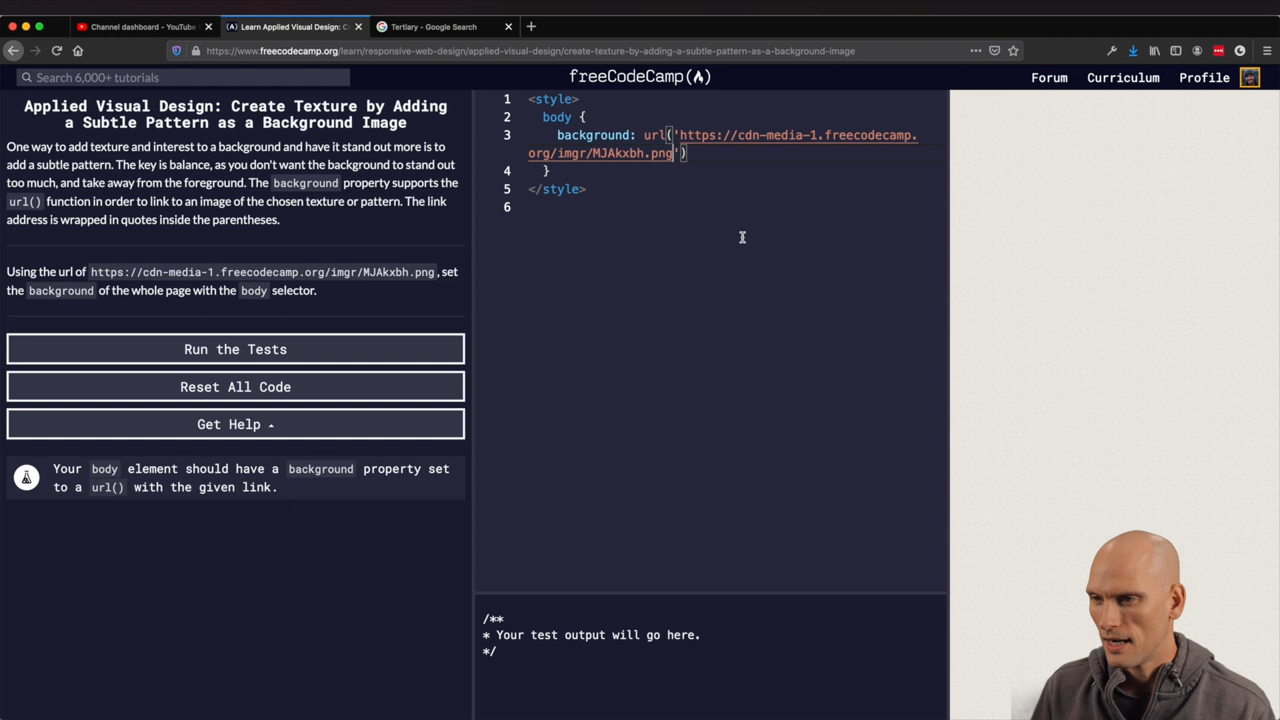 Channel dashboard - YouTube
Learn Applied Visual Design: C
Tertiary - Google Search
https://www.freecodecamp.org/learn/responsive-web-design/applied-visual-design/create-texture-by-adding-a-subtle-pattern-as-a-background-image
Search 6,000+ tutorials
freeCodeCamp
Forum
Curriculum
Profile
Applied Visual Design: Create Texture by Adding
a Subtle Pattern as a Background Image
One way to add texture and interest to a background and have it stand out more is to
add a subtle pattern. The key is balance, as you don't want the background to stand
out too much, and take away from the foreground. The background property supports the
url() function in order to link to an image of the chosen texture or pattern. The link
address is wrapped in quotes inside the parentheses.
Using the url of https://cdn-media-1.freecodecamp.org/imgr/MJAkxbh.png, set
the background of the whole page with the body selector.
Run the Tests
Reset All Code
Get Help
Your body element should have a background property set
to a url() with the given link.
1 <style>
2 body {
3 background: url('https://cdn-media-1.freecodecamp.
org/imgr/MJAkxbh.png')
4 }
5 </style>
6
/**
* Your test output will go here.
*/